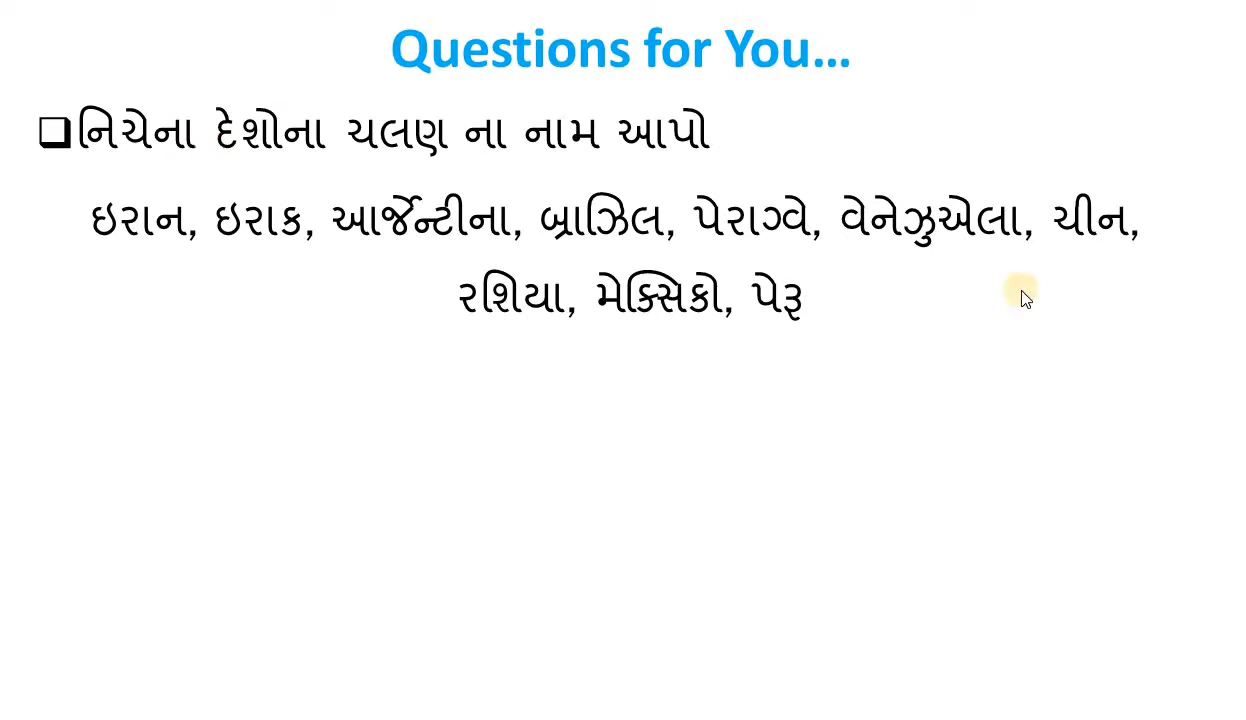 Questions for You...
❑નિચેના દેશોના ચલણ ના નામ આપો
ઇરાન, ઇરાક, આર્જેન્ટીના, બ્રાઝિલ, પેરાગ્વે, વેનેઝુએલા, ચીન,
રશિયા, મેક્સિકો, પેરૂ